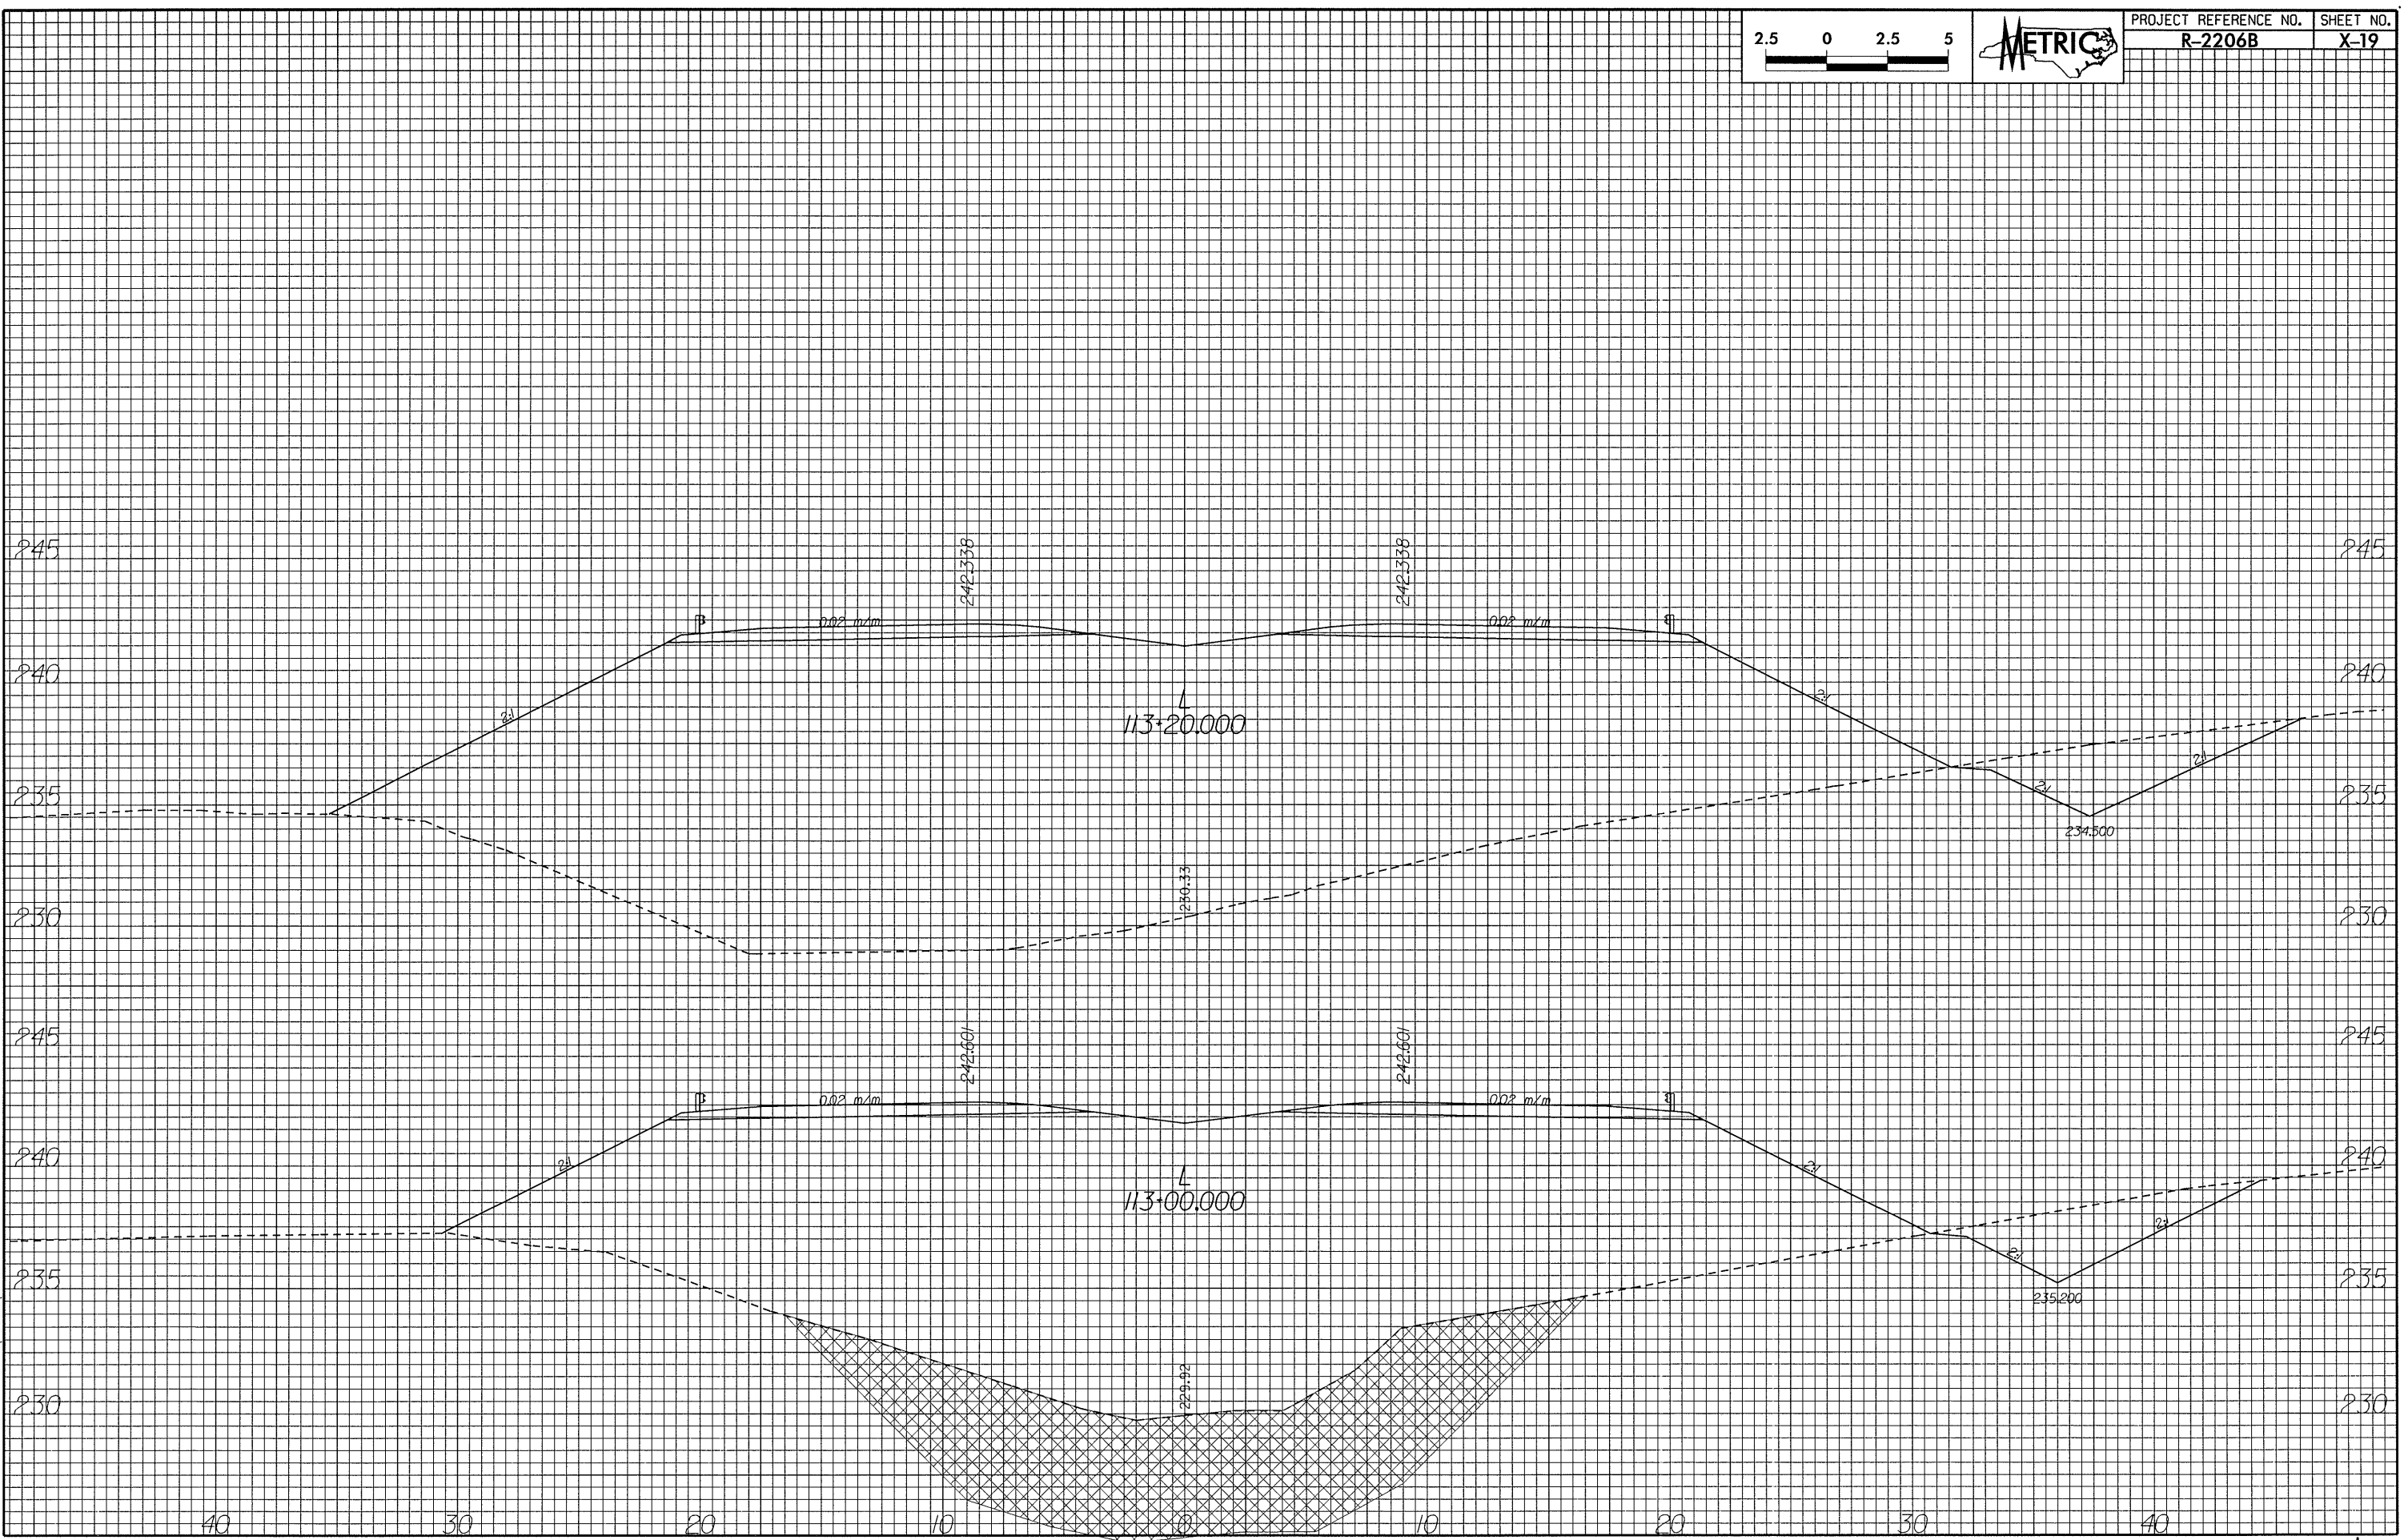 2.5 0 2.5 5
METRIC
PROJECT REFERENCE NO. SHEET NO.
R-2206B X-19
245 242.338 242.338 245
0.02 m/m 0.02 m/m
240 240
2:1 L 2:1
113+20.000
2:1
235 2:1 235
234.500
230 230.33 230
245 242.601 242.601 245
0.02 m/m 0.02 m/m
240 2:1 2:1 240
L
113+00.000
2:1
235 2:1 235
235.200
230 229.92 230
40 30 20 10 0 10 20 30 40